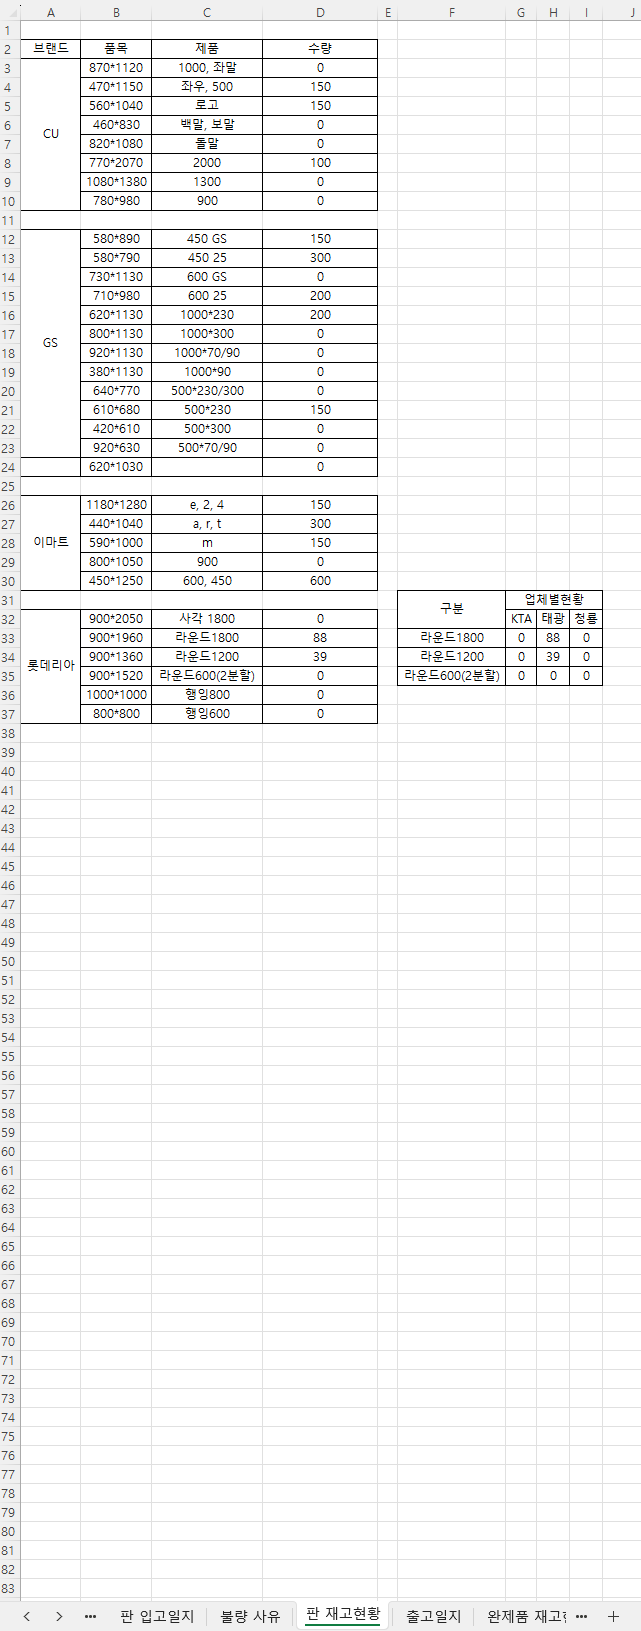 A B C D E F G H I J
1
2 브랜드 품목 제품 수량
3 870*1120 1000, 좌말 0
4 470*1150 좌우, 500 150
5 560*1040 로고 150
6 CU 460*830 백말, 보말 0
7 820*1080 돌말 0
8 770*2070 2000 100
9 1080*1380 1300 0
10 780*980 900 0
11
12 580*890 450 GS 150
13 580*790 450 25 300
14 730*1130 600 GS 0
15 710*980 600 25 200
16 620*1130 1000*230 200
17 800*1130 1000*300 0
18 GS 920*1130 1000*70/90 0
19 380*1130 1000*90 0
20 640*770 500*230/300 0
21 610*680 500*230 150
22 420*610 500*300 0
23 920*630 500*70/90 0
24 620*1030 0
25
26 1180*1280 e, 2, 4 150
27 440*1040 a, r, t 300
28 이마트 590*1000 m 150
29 800*1050 900 0
30 450*1250 600, 450 600
31 구분 업체별현황
32 900*2050 사각 1800 0 KTA 태광 청룡
33 900*1960 라운드1800 88 라운드1800 0 88 0
34 롯데리아 900*1360 라운드1200 39 라운드1200 0 39 0
35 900*1520 라운드600(2분할) 0 라운드600(2분할) 0 0 0
36 1000*1000 행잉800 0
37 800*800 행잉600 0
38
39
40
41
42
43
44
45
46
47
48
49
50
51
52
53
54
55
56
57
58
59
60
61
62
63
64
65
66
67
68
69
70
71
72
73
74
75
76
77
78
79
80
81
82
83
판 입고일지 불량 사유 판 재고현황 출고일지 완제품 재고